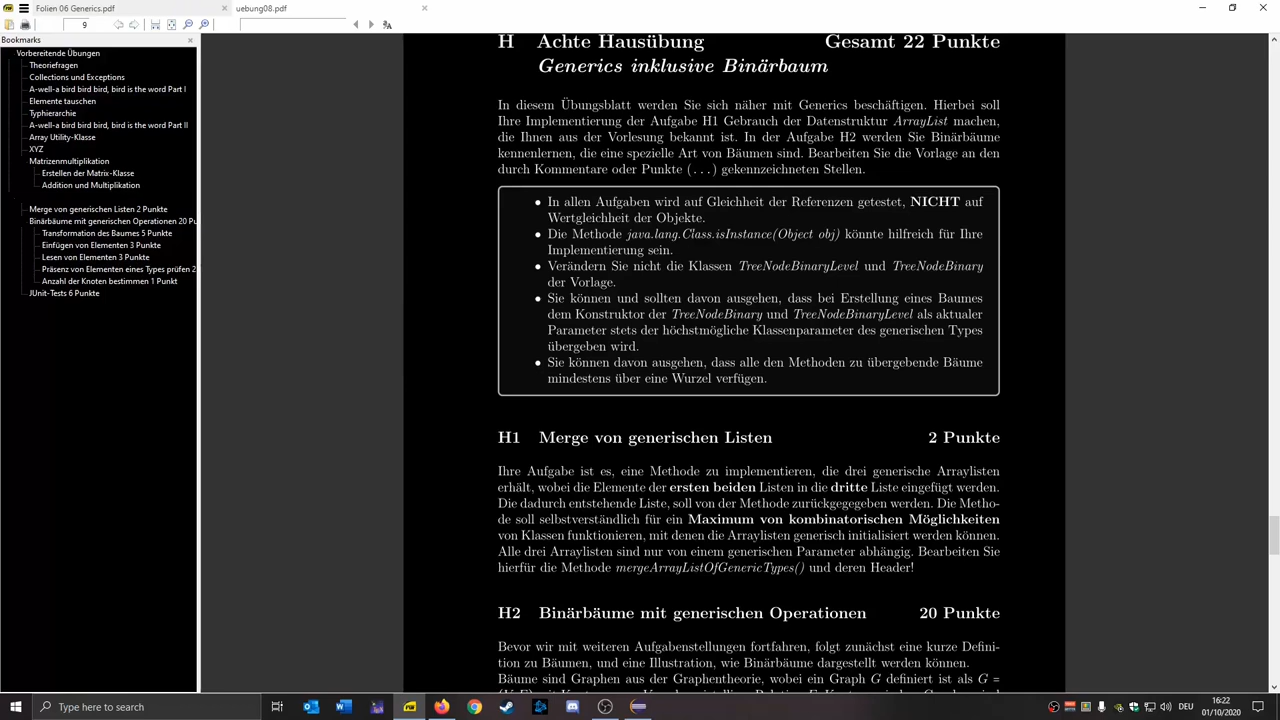 Folien 06 Generics.pdf
uebung08.pdf
9
Bookmarks
Vorbereitende Übungen
Theoriefragen
Collections und Exceptions
A-well-a bird bird bird, bird is the word Part I
Elemente tauschen
Typhierarchie
A-well-a bird bird bird, bird is the word Part II
Array Utility-Klasse
XYZ
Matrizenmultiplikation
Erstellen der Matrix-Klasse
Addition und Multiplikation
Merge von generischen Listen 2 Punkte
Binärbäume mit generischen Operationen 20 Pu
Transformation des Baumes 5 Punkte
Einfügen von Elementen 3 Punkte
Lesen von Elementen 3 Punkte
Präsenz von Elementen eines Types prüfen 2
Anzahl der Knoten bestimmen 1 Punkt
JUnit-Tests 6 Punkte
H Achte Hausübung Gesamt 22 Punkte
Generics inklusive Binärbaum
In diesem Übungsblatt werden Sie sich näher mit Generics beschäftigen. Hierbei soll
Ihre Implementierung der Aufgabe H1 Gebrauch der Datenstruktur ArrayList machen,
die Ihnen aus der Vorlesung bekannt ist. In der Aufgabe H2 werden Sie Binärbäume
kennenlernen, die eine spezielle Art von Bäumen sind. Bearbeiten Sie die Vorlage an den
durch Kommentare oder Punkte (...) gekennzeichneten Stellen.
• In allen Aufgaben wird auf Gleichheit der Referenzen getestet, NICHT auf
Wertgleichheit der Objekte.
• Die Methode java.lang.Class.isInstance(Object obj) könnte hilfreich für Ihre
Implementierung sein.
• Verändern Sie nicht die Klassen TreeNodeBinaryLevel und TreeNodeBinary
der Vorlage.
• Sie können und sollten davon ausgehen, dass bei Erstellung eines Baumes
dem Konstruktor der TreeNodeBinary und TreeNodeBinaryLevel als aktualer
Parameter stets der höchstmögliche Klassenparameter des generischen Types
übergeben wird.
• Sie können davon ausgehen, dass alle den Methoden zu übergebende Bäume
mindestens über eine Wurzel verfügen.
H1 Merge von generischen Listen 2 Punkte
Ihre Aufgabe ist es, eine Methode zu implementieren, die drei generische Arraylisten
erhält, wobei die Elemente der ersten beiden Listen in die dritte Liste eingefügt werden.
Die dadurch entstehende Liste, soll von der Methode zurückgegegeben werden. Die Metho-
de soll selbstverständlich für ein Maximum von kombinatorischen Möglichkeiten
von Klassen funktionieren, mit denen die Arraylisten generisch initialisiert werden können.
Alle drei Arraylisten sind nur von einem generischen Parameter abhängig. Bearbeiten Sie
hierfür die Methode mergeArrayListOfGenericTypes() und deren Header!
H2 Binärbäume mit generischen Operationen 20 Punkte
Bevor wir mit weiteren Aufgabenstellungen fortfahren, folgt zunächst eine kurze Defini-
tion zu Bäumen, und eine Illustration, wie Binärbäume dargestellt werden können.
Bäume sind Graphen aus der Graphentheorie, wobei ein Graph G definiert ist als G =
Type here to search
DEU
16:22
01/10/2020